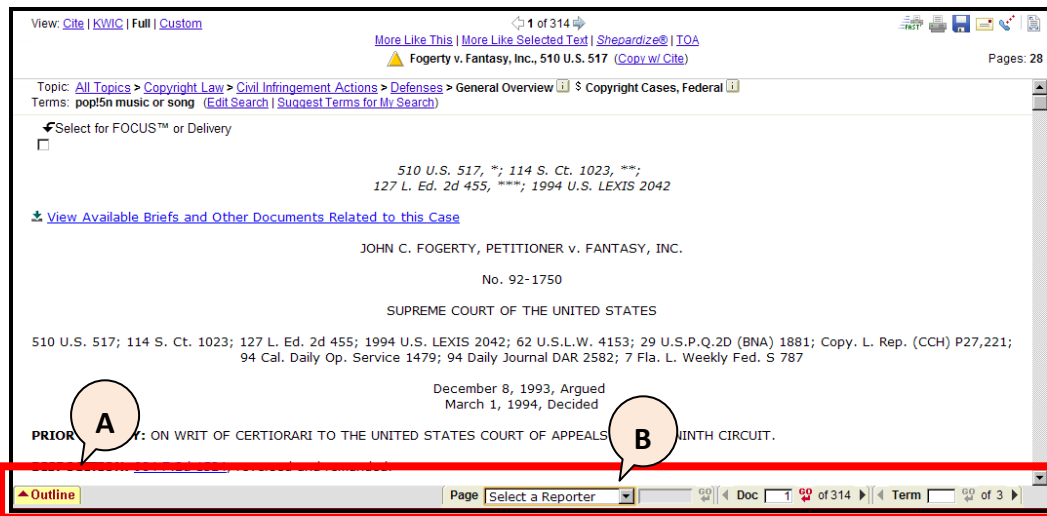 View: Cite | KWIC | Full | Custom
1 of 314
FAST
More Like This | More Like Selected Text | Shepardize® | TOA
Fogerty v. Fantasy, Inc., 510 U.S. 517 (Copy w/ Cite)
Pages: 28
Topic: All Topics > Copyright Law > Civil Infringement Actions > Defenses > General Overview i $ Copyright Cases, Federal i
Terms: pop!5n music or song (Edit Search | Suggest Terms for My Search)
Select for FOCUS™ or Delivery
510 U.S. 517, *; 114 S. Ct. 1023, **;
127 L. Ed. 2d 455, ***; 1994 U.S. LEXIS 2042
View Available Briefs and Other Documents Related to this Case
JOHN C. FOGERTY, PETITIONER v. FANTASY, INC.
No. 92-1750
SUPREME COURT OF THE UNITED STATES
510 U.S. 517; 114 S. Ct. 1023; 127 L. Ed. 2d 455; 1994 U.S. LEXIS 2042; 62 U.S.L.W. 4153; 29 U.S.P.Q.2D (BNA) 1881; Copy. L. Rep. (CCH) P27,221;
94 Cal. Daily Op. Service 1479; 94 Daily Journal DAR 2582; 7 Fla. L. Weekly Fed. S 787
December 8, 1993, Argued
March 1, 1994, Decided
A
B
PRIOR Y: ON WRIT OF CERTIORARI TO THE UNITED STATES COURT OF APPEALS NINTH CIRCUIT.
Outline
Page Select a Reporter GO Doc 1 GO of 314 Term GO of 3